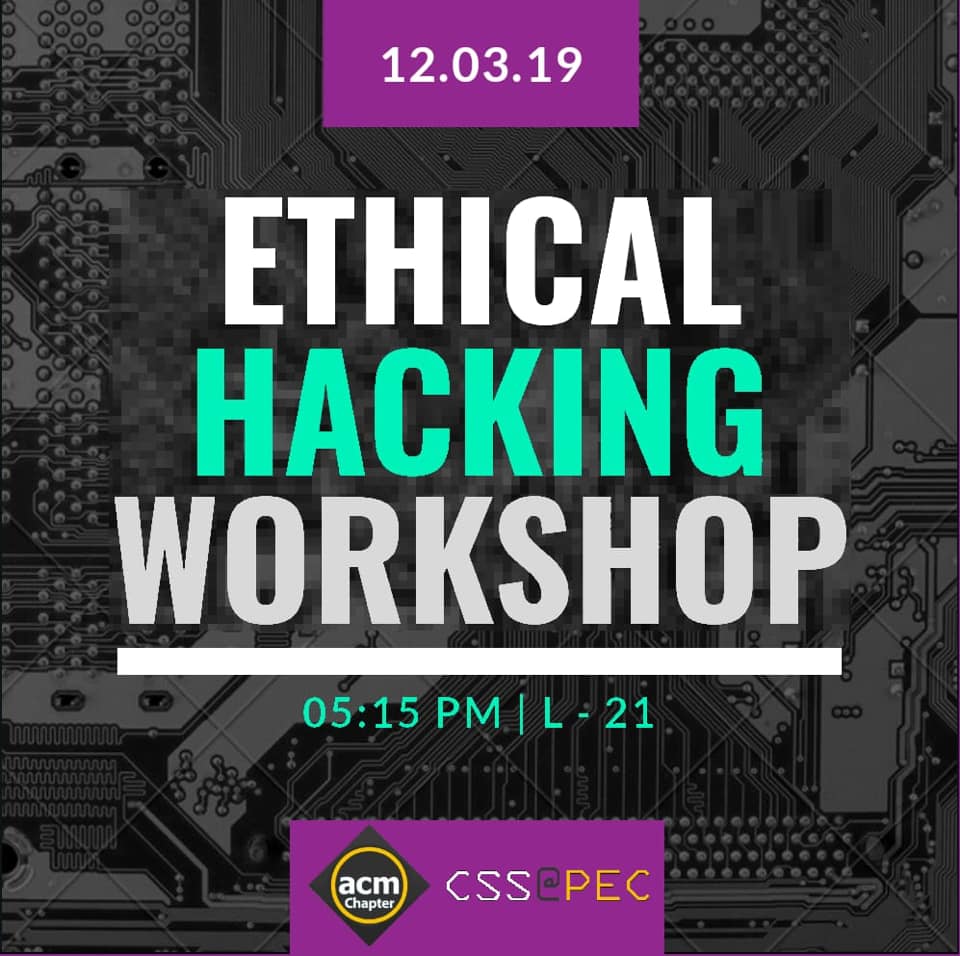 12.03.19
ETHICAL
HACKING
WORKSHOP
05:15 PM | L - 21
acm
Chapter
CSS@PEC